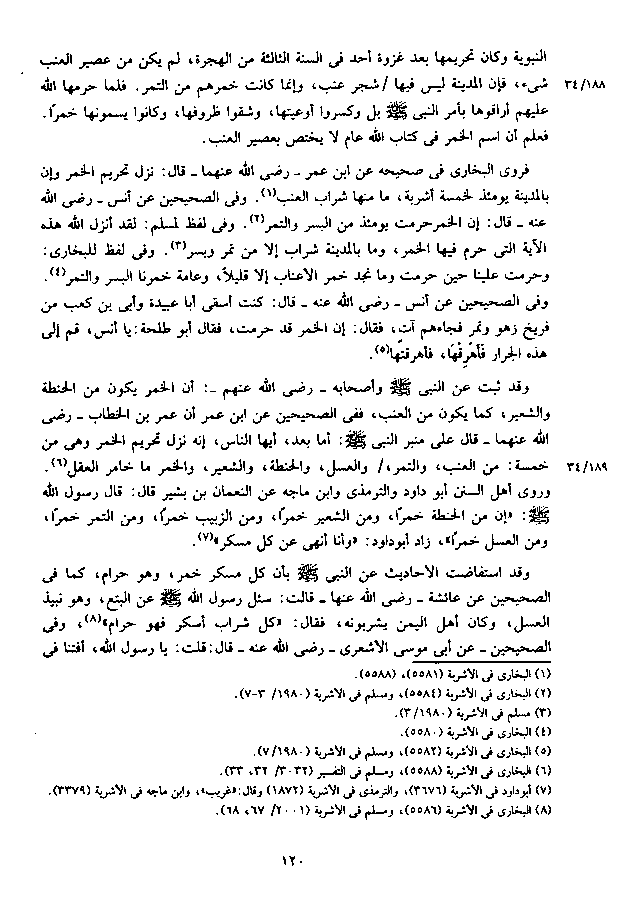 النبوية وكان تحريمها بعد غزوة أحد فى السنة الثالثة من الهجرة، لم يكن من عصير العنب
٣٤/١٨٨ شىء، فإن المدينة ليس فيها / شجر عنب، وإنما كانت خمرهم من التمر. فلما حرمها الله
عليهم أراقوها بأمر النبى ﷺ بل وكسروا أوعيتها، وشقوا ظروفها، وكانوا يسمونها خمرًا.
فعلم أن اسم الخمر فى كتاب الله عام لا يختص بعصير العنب.
فروى البخارى فى صحيحه عن ابن عمر ـ رضى الله عنهما ـ قال: نزل تحريم الخمر وإن
بالمدينة يومئذ لخمسة أشربة، ما منها شراب العنب(١). وفى الصحيحين عن أنس ـ رضى الله
عنه ـ قال: إن الخمرحرمت يومئذ من البسر والتمر(٢). وفى لفظ لمسلم: لقد أنزل الله هذه
الآية التى حرم فيها الخمر، وما بالمدينة شراب إلا من تمر وبسر(٣). وفى لفظ للبخارى:
وحرمت علينا حين حرمت وما نجد خمر الأعناب إلا قليلاً، وعامة خمرنا البسر والتمر(٤).
وفى الصحيحين عن أنس ـ رضى الله عنه ـ قال: كنت أسقى أبا عبيدة وأبى بن كعب من
فريخ زهو وتمر فجاءهم آت، فقال: إن الخمر قد حرمت، فقال أبو طلحة: يا أنس، قم إلى
هذه الجرار فَأَهْرِقْهَا، فأهرقتُها(٥).
وقد ثبت عن النبى ﷺ وأصحابه ـ رضى الله عنهم ـ: أن الخمر يكون من الحنطة
والشعير، كما يكون من العنب، ففى الصحيحين عن ابن عمر أن عمر بن الخطاب ـ رضى
الله عنهما ـ قال على منبر النبى ﷺ: أما بعد، أيها الناس، إنه نزل تحريم الخمر وهى من
٣٤/١٨٩ خمسة: من العنب، والتمر،/ والعسل، والحنطة، والشعير، والخمر ما خامر العقل(٦).
وروى أهل السنن أبو داود والترمذى وابن ماجه عن النعمان بن بشير قال: قال رسول الله
ﷺ: «إن من الحنطة خمرًا، ومن الشعير خمرًا، ومن الزبيب خمرًا، ومن التمر خمرًا،
ومن العسل خمرًا»، زاد أبوداود: «وأنا أنهى عن كل مسكر»(٧).
وقد استفاضت الأحاديث عن النبى ﷺ بأن كل مسكر خمر، وهو حرام، كما فى
الصحيحين عن عائشة ـ رضى الله عنها ـ قالت: سئل رسول الله ﷺ عن البتع، وهو نبيذ
العسل، وكان أهل اليمن يشربونه، فقال: «كل شراب أسكر فهو حرام»(٨)، وفى
الصحيحين ـ عن أبى موسى الأشعرى ـ رضى الله عنه ـ قال: قلت: يا رسول الله، أفتنا فى
(١) البخارى فى الأشربة (٥٥٨١)، (٥٥٨٨).
(٢) البخارى فى الأشربة (٥٥٨٤)، ومسلم فى الأشربة (١٩٨٠/ ٣-٧).
(٣) مسلم فى الأشربة (٣/١٩٨٠).
(٤) البخارى فى الأشربة (٥٥٨٠).
(٥) البخارى فى الأشربة (٥٥٨٢)، ومسلم فى الأشربة (٧/١٩٨٠).
(٦) البخارى فى الأشربة (٥٥٨٨)، ومسلم فى التفسير (٣٠٣٢/ ٣٢، ٣٣).
(٧) أبوداود فى الأشربة (٣٦٧٦)، والترمذى فى الأشربة (١٨٧٢) وقال: «غريب»، وابن ماجه فى الأشربة (٣٣٧٩).
(٨) البخارى فى الأشربة (٥٥٨٦)، ومسلم فى الأشربة (٢٠٠١/ ٦٧، ٦٨).
١٢٠